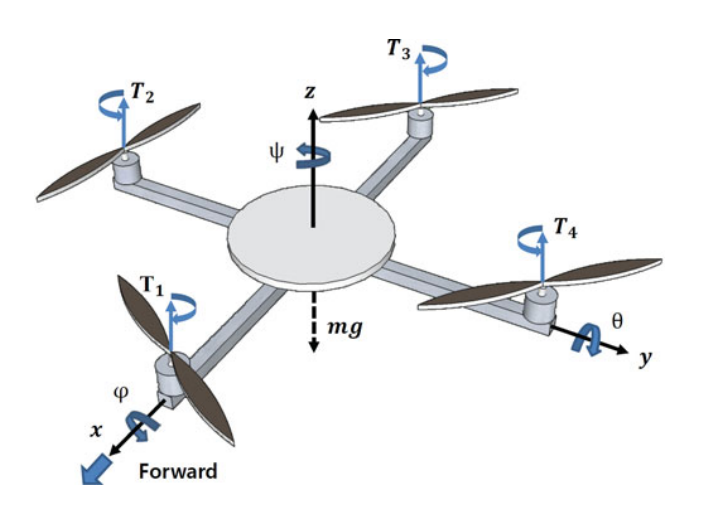 T₃
T₂
z
ψ
T₄
T₁
mg
θ
y
φ
x
Forward